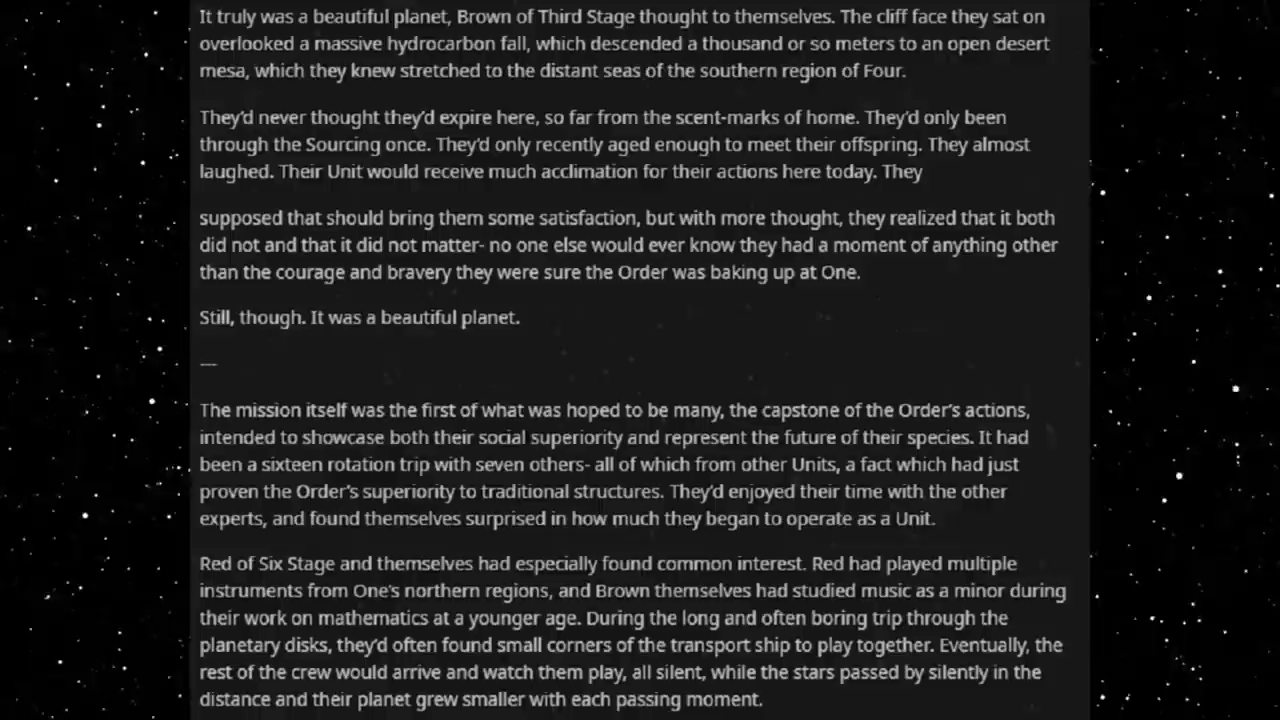 It truly was a beautiful planet, Brown of Third Stage thought to themselves. The cliff face they sat on
overlooked a massive hydrocarbon fall, which descended a thousand or so meters to an open desert
mesa, which they knew stretched to the distant seas of the southern region of Four.
They'd never thought they'd expire here, so far from the scent-marks of home. They'd only been
through the Sourcing once. They'd only recently aged enough to meet their offspring. They almost
laughed. Their Unit would receive much acclimation for their actions here today. They
supposed that should bring them some satisfaction, but with more thought, they realized that it both
did not and that it did not matter- no one else would ever know they had a moment of anything other
than the courage and bravery they were sure the Order was baking up at One.
Still, though. It was a beautiful planet.
—
The mission itself was the first of what was hoped to be many, the capstone of the Order's actions,
intended to showcase both their social superiority and represent the future of their species. It had
been a sixteen rotation trip with seven others- all of which from other Units, a fact which had just
proven the Order's superiority to traditional structures. They'd enjoyed their time with the other
experts, and found themselves surprised in how much they began to operate as a Unit.
Red of Six Stage and themselves had especially found common interest. Red had played multiple
instruments from One's northern regions, and Brown themselves had studied music as a minor during
their work on mathematics at a younger age. During the long and often boring trip through the
planetary disks, they'd often found small corners of the transport ship to play together. Eventually, the
rest of the crew would arrive and watch them play, all silent, while the stars passed by silently in the
distance and their planet grew smaller with each passing moment.